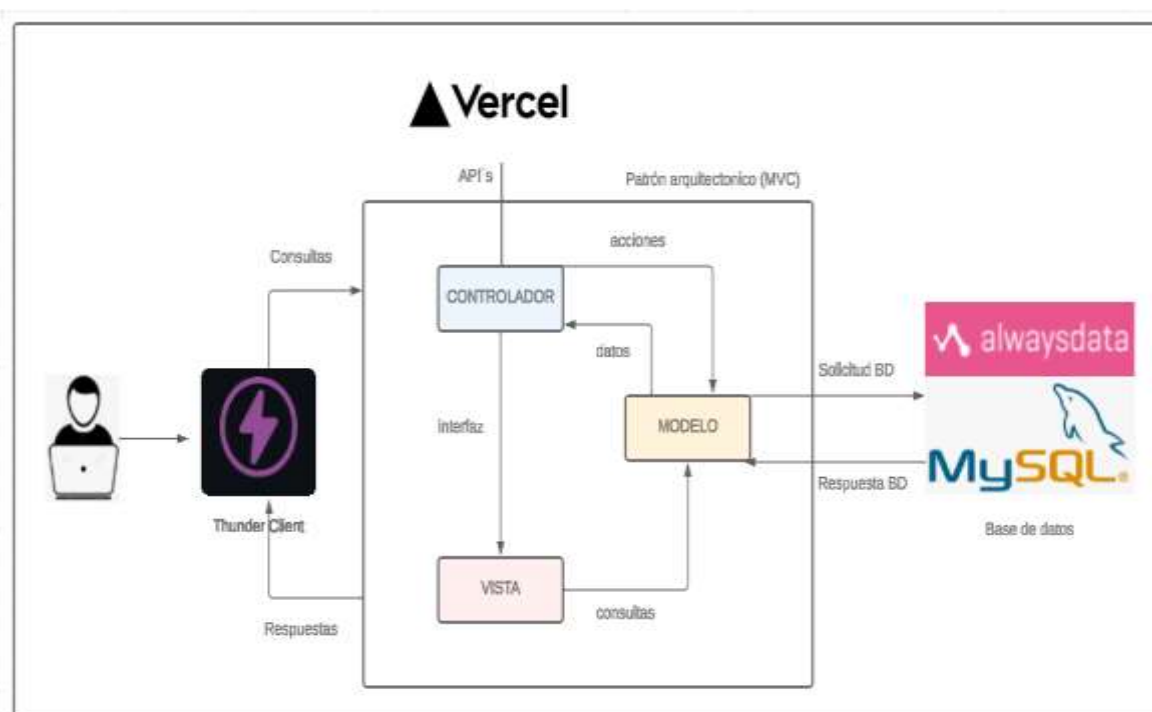 Vercel
API´s
Patrón arquitectonico (MVC)
acciones
Consultas
CONTROLADOR
alwaysdata
datos
Solicitud BD
interfaz
MODELO
MySQL®
Respuesta BD
Thunder Client
Base de datos
VISTA
consultas
Respuestas